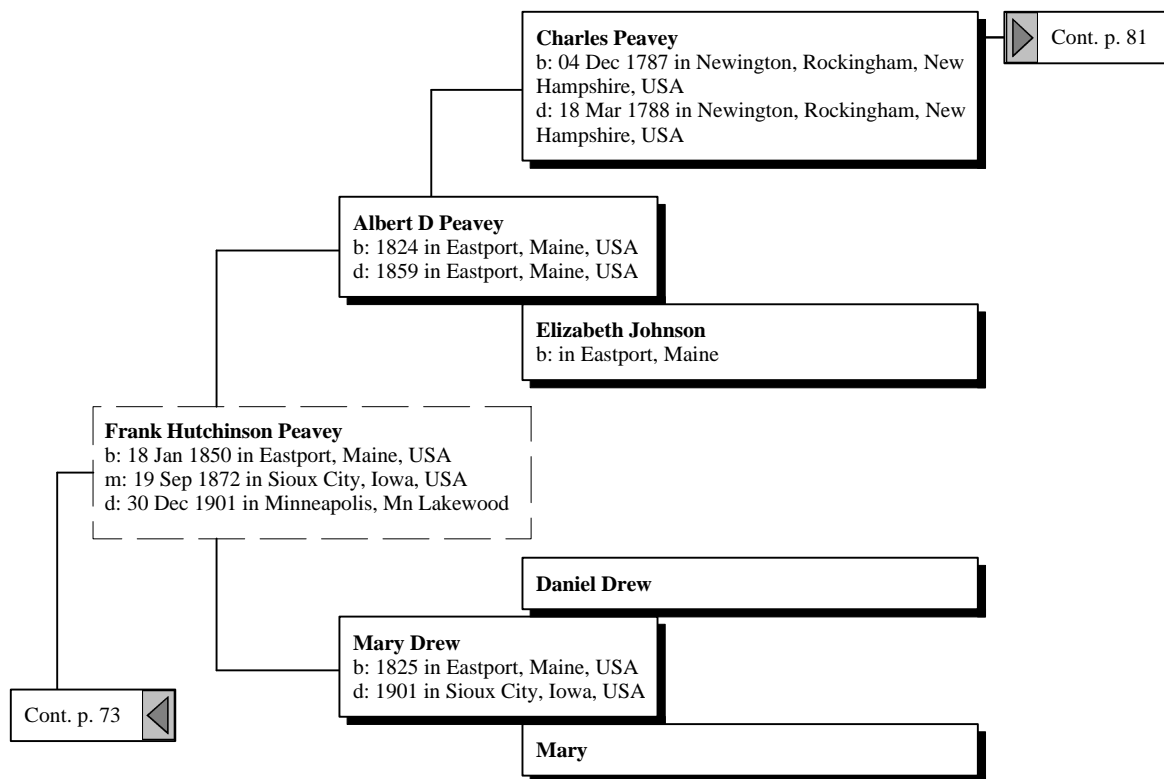 Charles Peavey
b: 04 Dec 1787 in Newington, Rockingham, New
Hampshire, USA
d: 18 Mar 1788 in Newington, Rockingham, New
Hampshire, USA
Cont. p. 81
Albert D Peavey
b: 1824 in Eastport, Maine, USA
d: 1859 in Eastport, Maine, USA
Elizabeth Johnson
b: in Eastport, Maine
Frank Hutchinson Peavey
b: 18 Jan 1850 in Eastport, Maine, USA
m: 19 Sep 1872 in Sioux City, Iowa, USA
d: 30 Dec 1901 in Minneapolis, Mn Lakewood
Daniel Drew
Mary Drew
b: 1825 in Eastport, Maine, USA
d: 1901 in Sioux City, Iowa, USA
Cont. p. 73
Mary